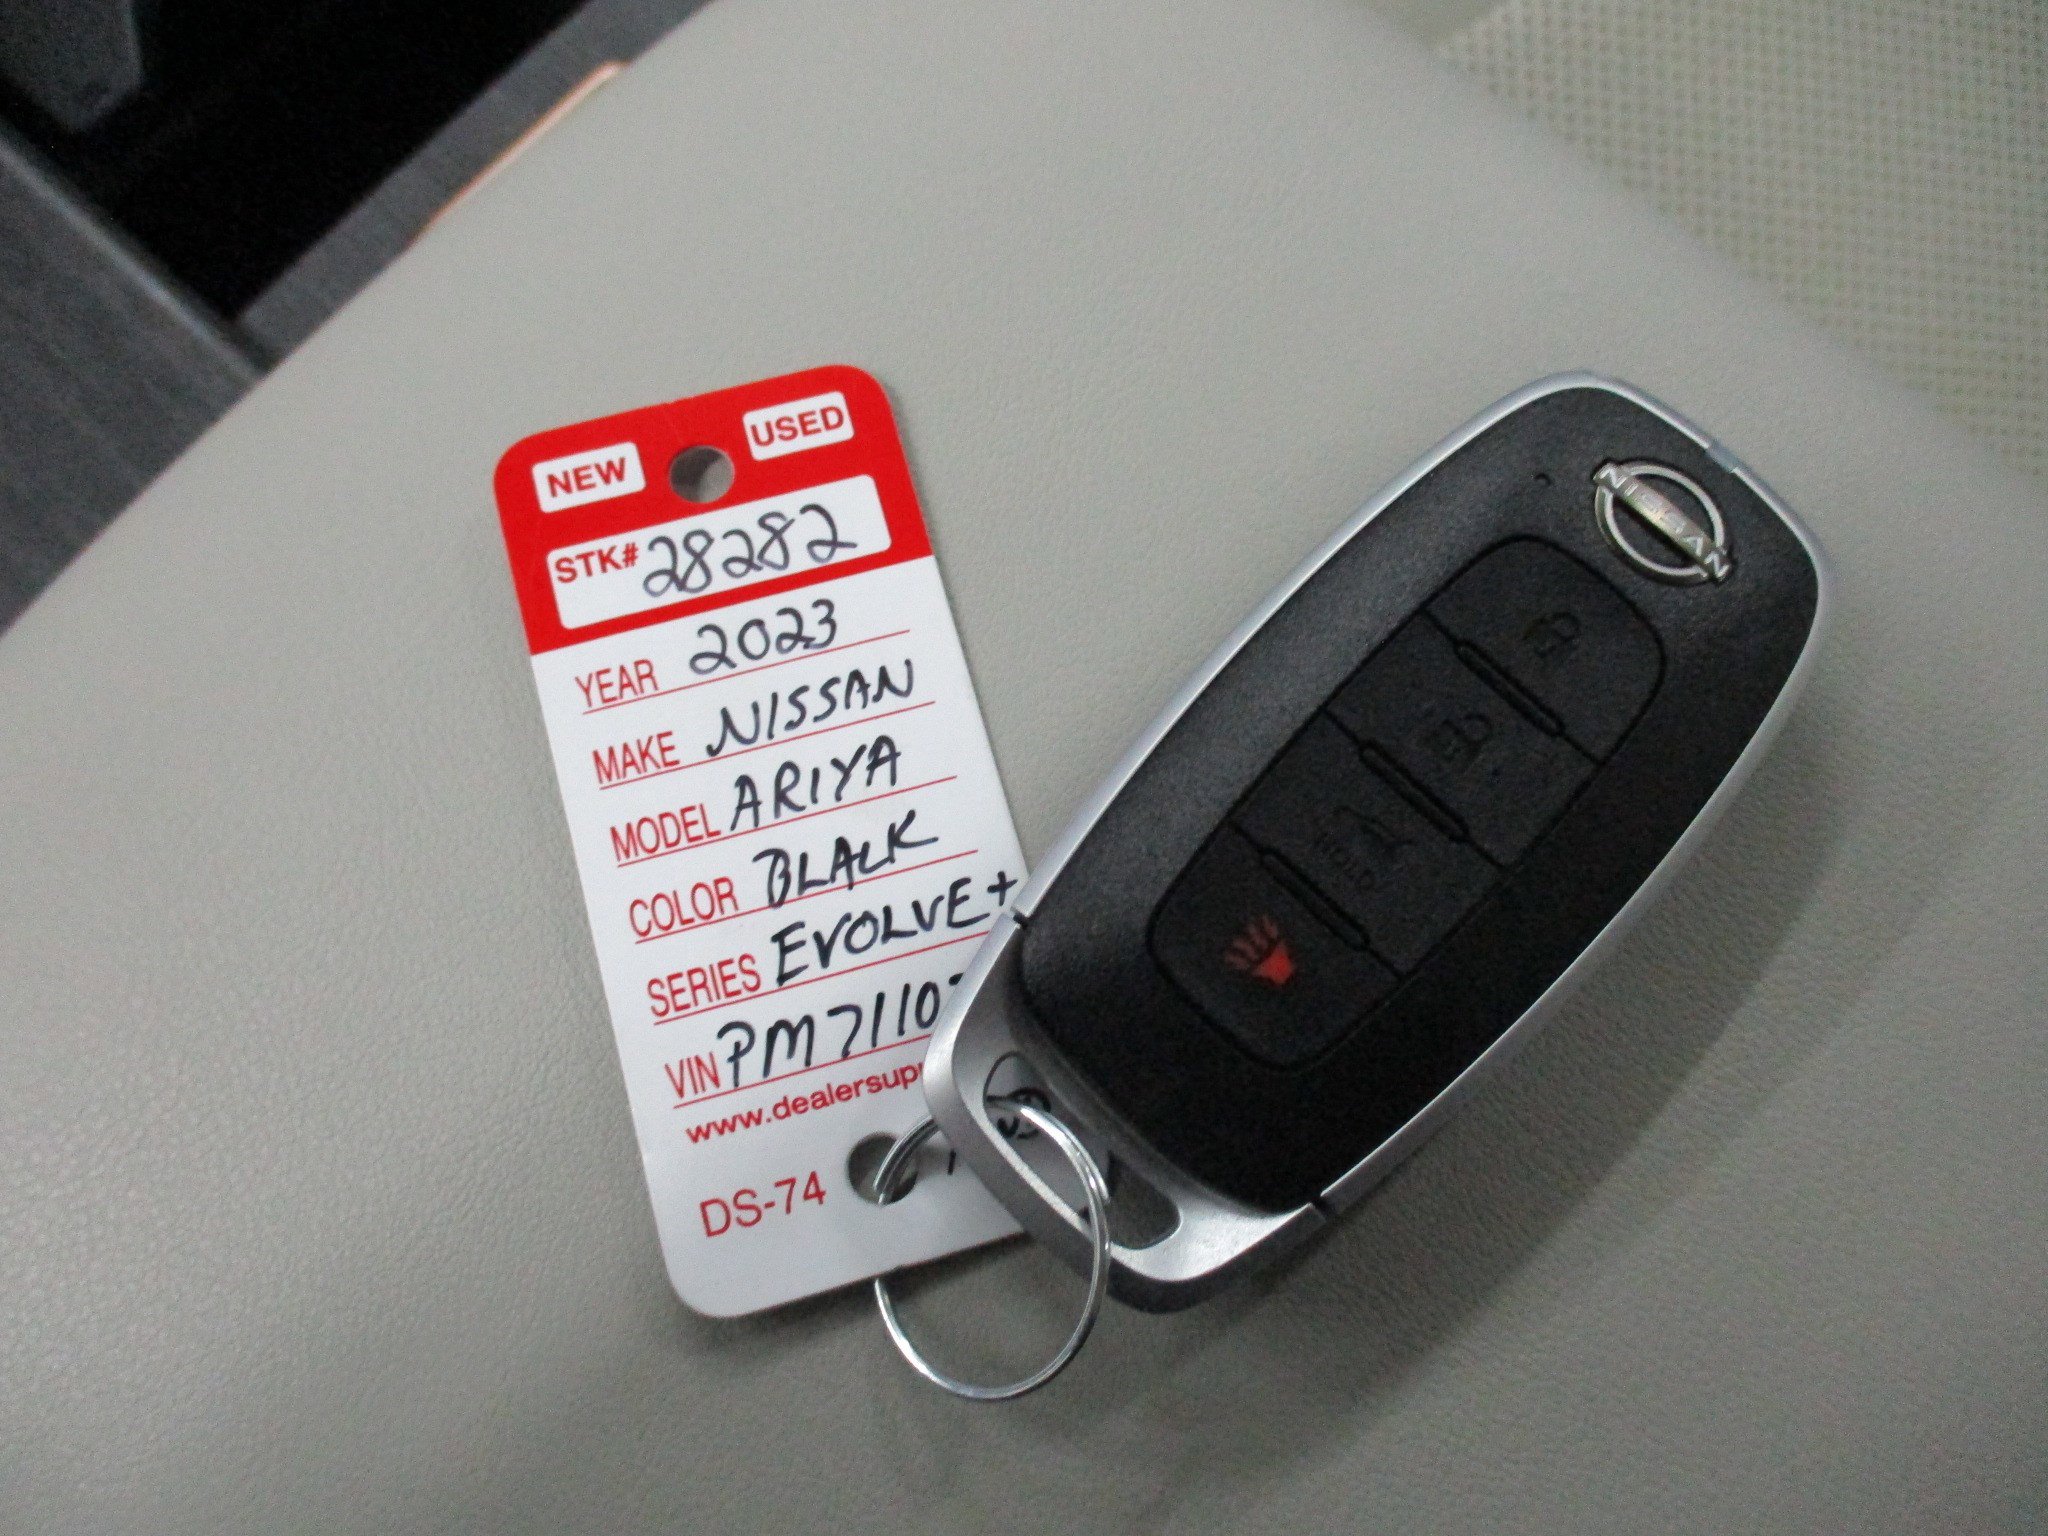 NEW USED
STK# 28282
YEAR 2023
MAKE NISSAN
MODEL ARIYA
COLOR BLACK
SERIES EVOLVE+
VIN PM7110
www.dealersupp
DS-74
NISSAN